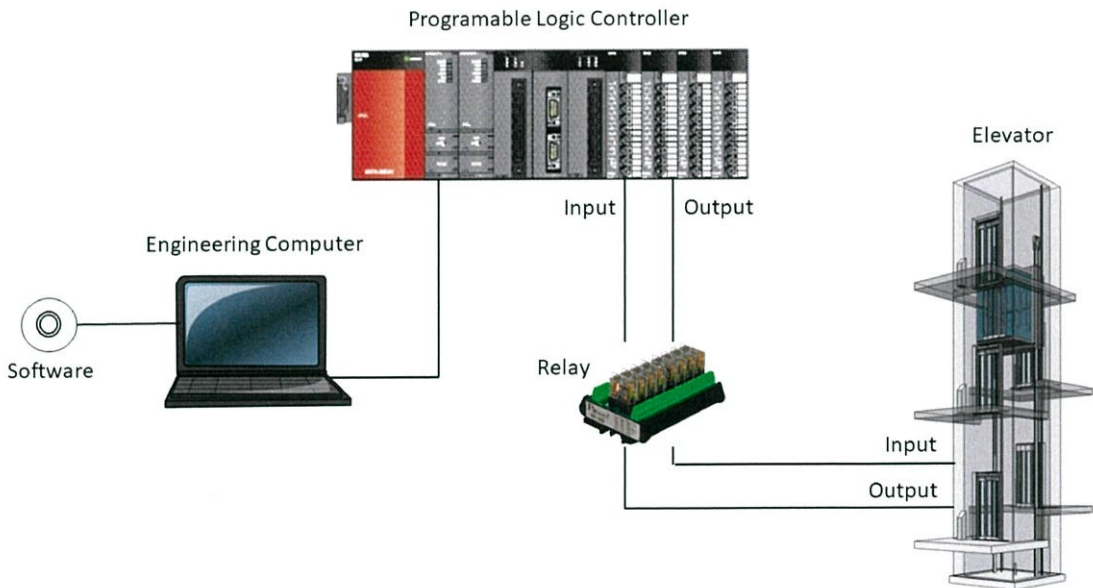 Programable Logic Controller
Elevator
Input
Output
Engineering Computer
Software
Relay
Input
Output